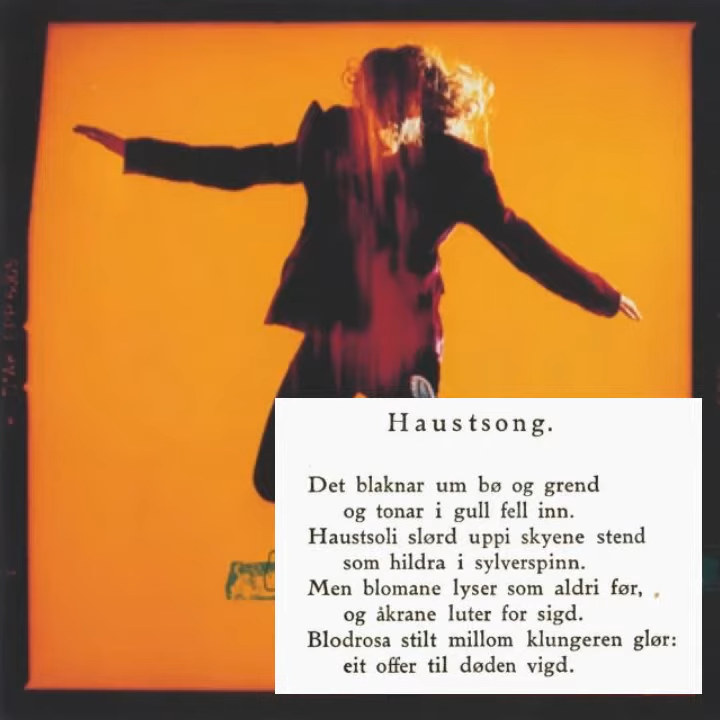 Haustsong.
Det blaknar um bø og grend
og tonar i gull fell inn.
Haustsoli slørd uppi skyene stend
som hildra i sylverspinn.
Men blomane lyser som aldri før,
og åkrane luter for sigd.
Blodrosa stilt millom klungeren glør:
eit offer til døden vigd.